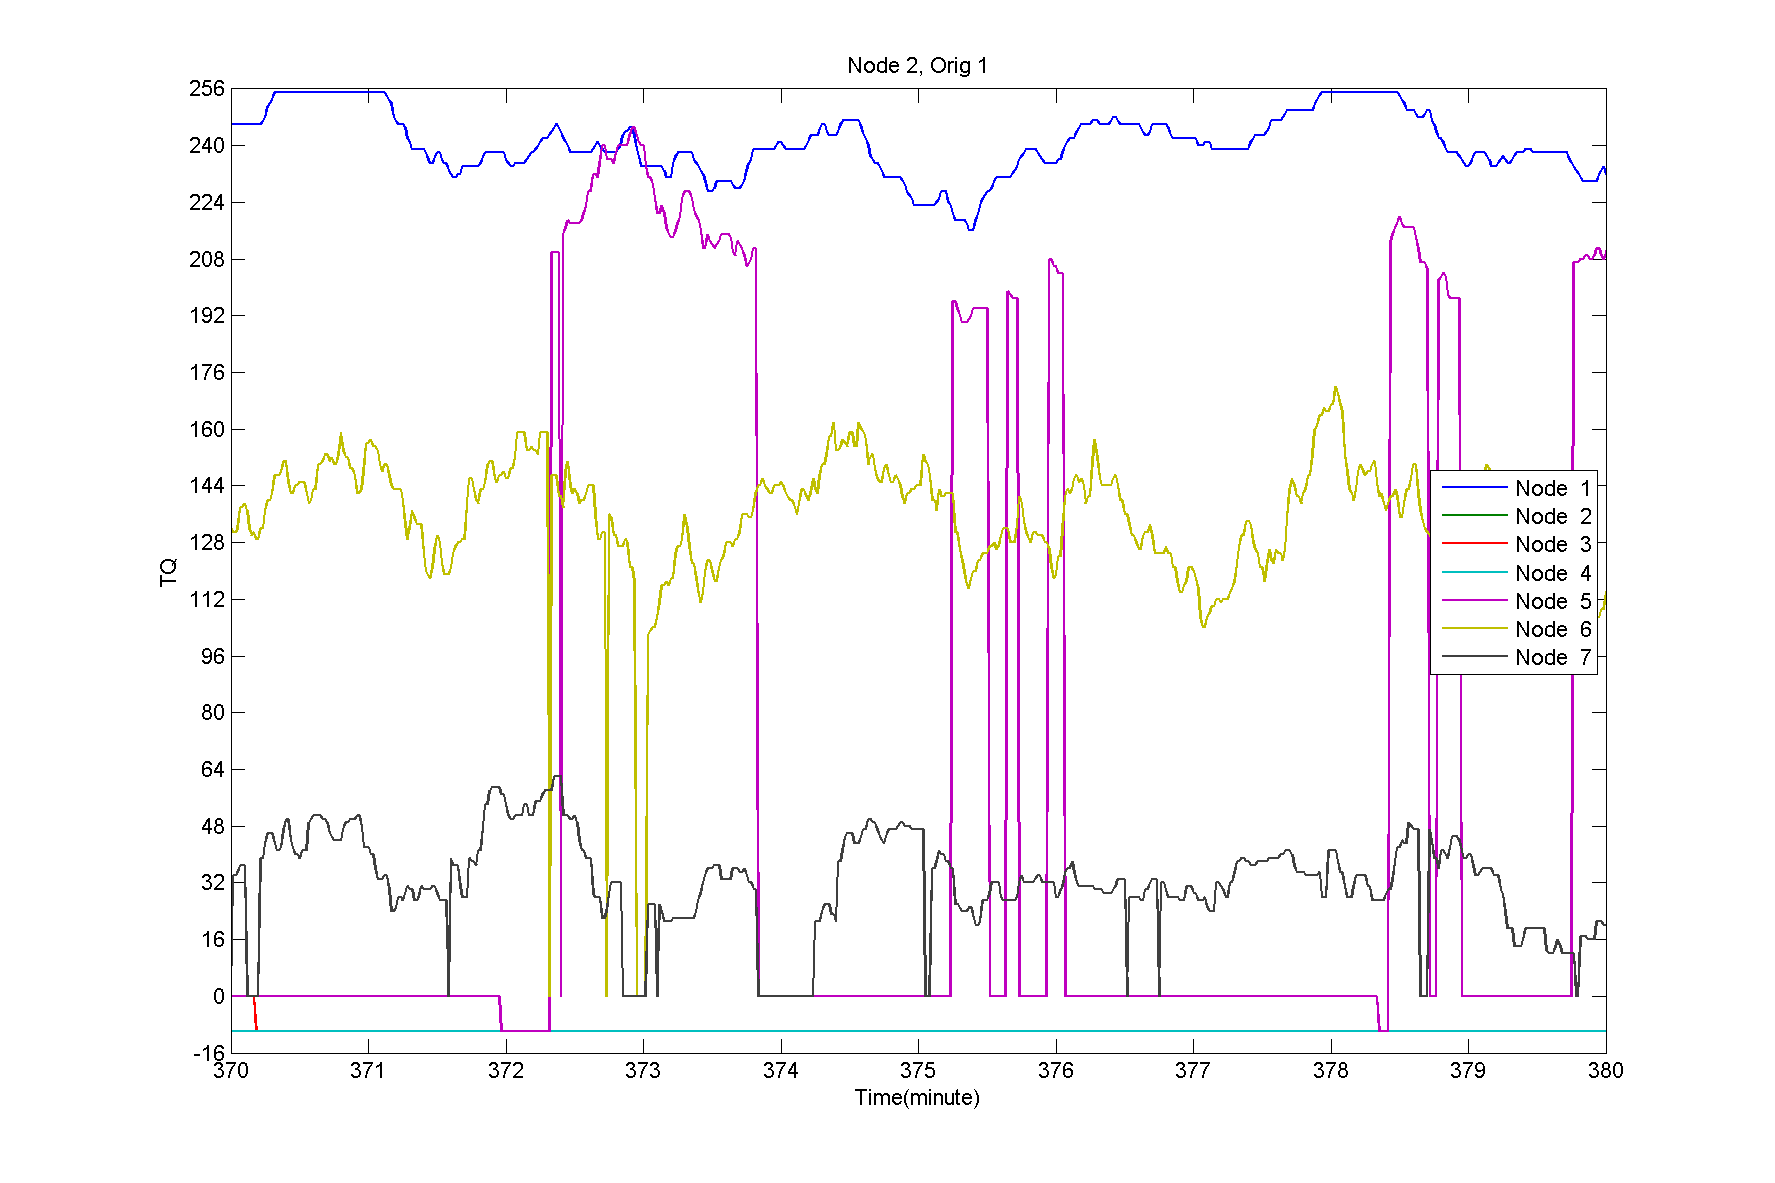 Node 2, Orig 1
256
240
224
208
192
176
160
144
128
112
96
80
64
48
32
16
0
-16
TQ
Node 1
Node 2
Node 3
Node 4
Node 5
Node 6
Node 7
370 371 372 373 374 375 376 377 378 379 380
Time(minute)